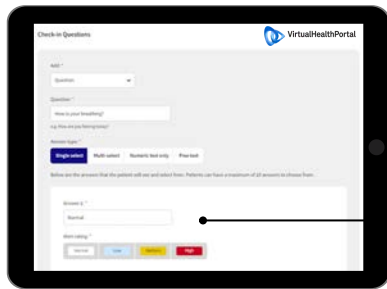 Check-in Questions
VirtualHealthPortal
Add *
Question
Question *
How is your breathing?
e.g. How are you feeling today?
Answer type *
Single select Multi-select Numeric text only Free text
Below are the answers that the patient will see and select from. Patients can have a maximum of 10 answers to choose from.
Answer 1 *
Normal
Alert rating *
Normal Low Medium High